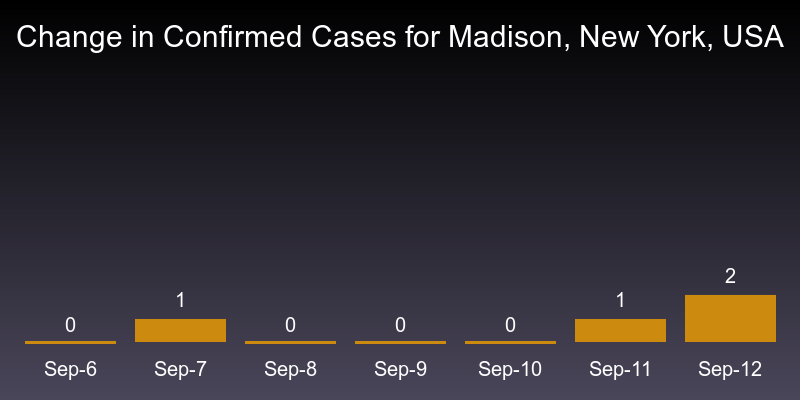 Change in Confirmed Cases for Madison, New York, USA
2
1 1
0 0 0 0
Sep-6 Sep-7 Sep-8 Sep-9 Sep-10 Sep-11 Sep-12